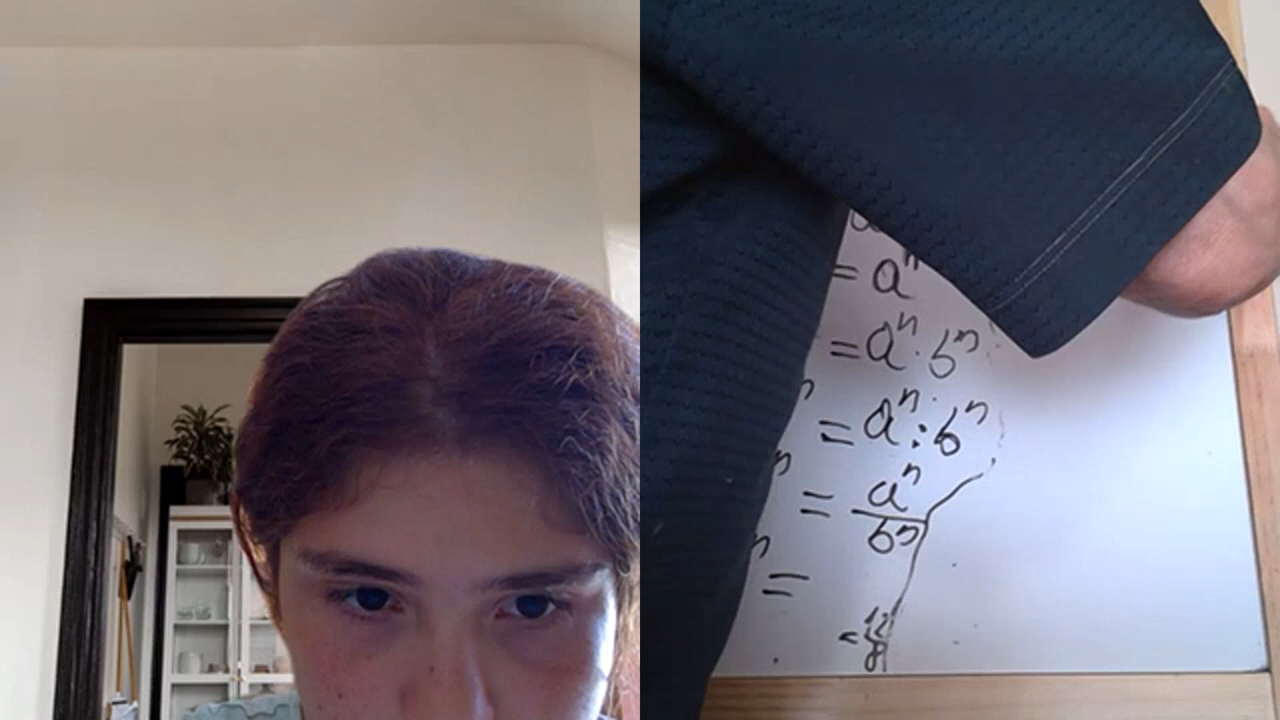 = aⁿ
= aⁿ · bⁿ
ⁿ = aⁿ : bⁿ
ⁿ = aⁿ/bⁿ
ⁿ =